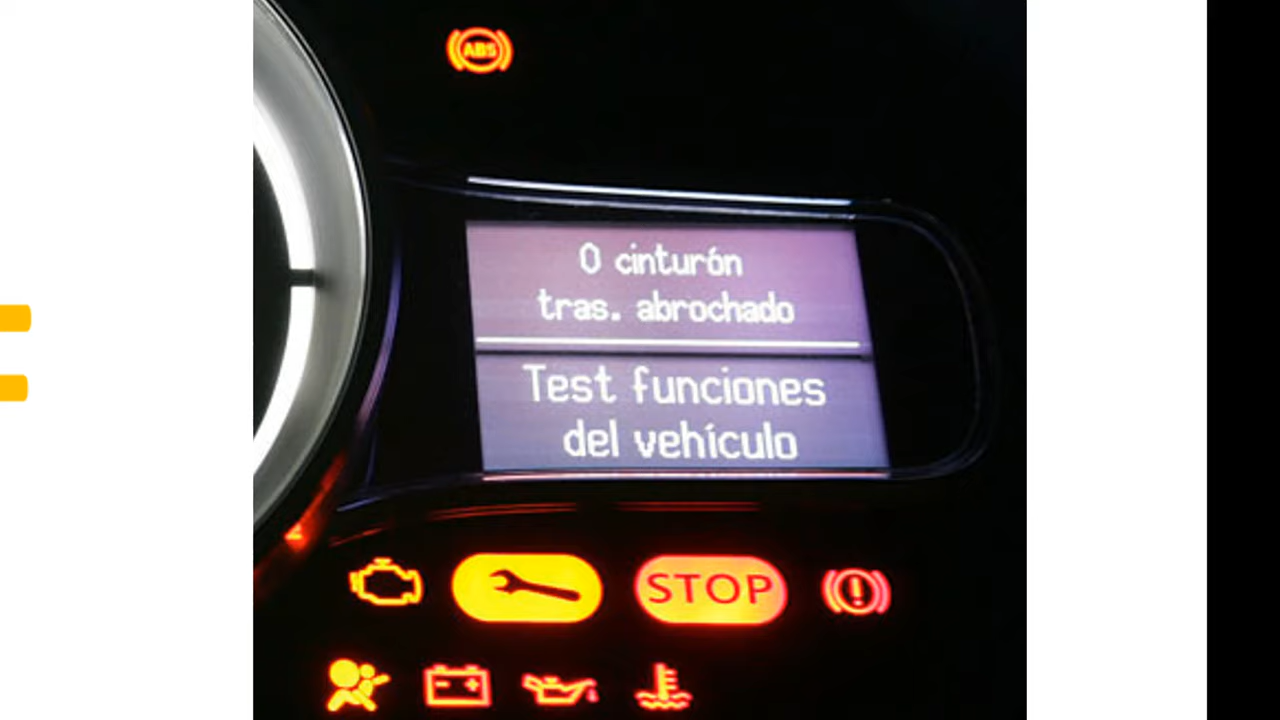 ABS
0 cinturón
tras. abrochado
Test funciones
del vehículo
STOP